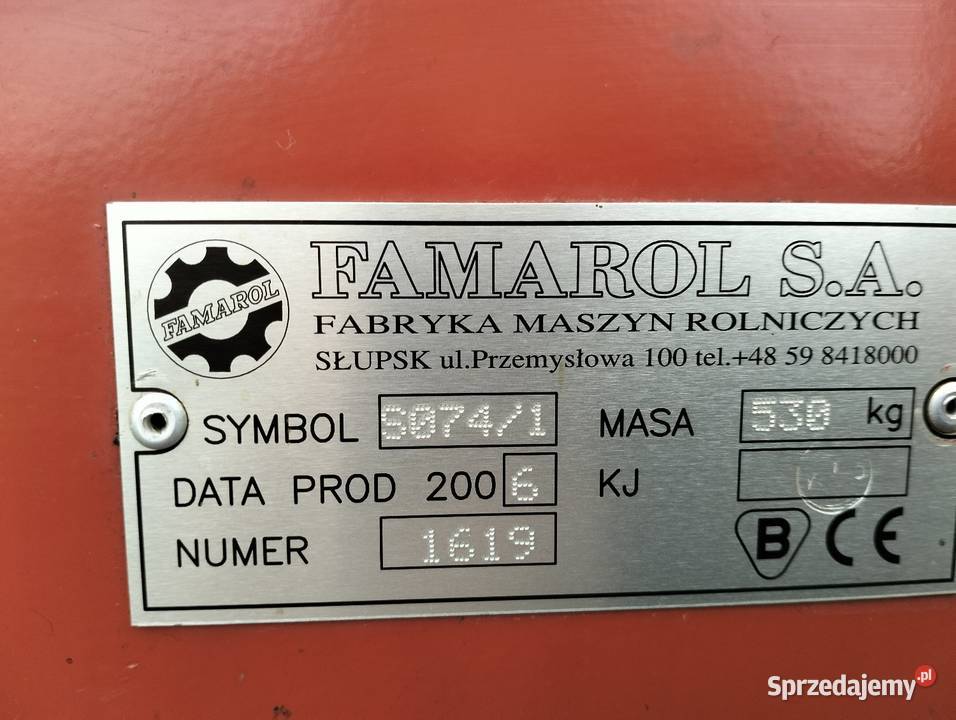 FAMAROL
FAMAROL S.A.
FABRYKA MASZYN ROLNICZYCH
SŁUPSK ul.Przemysłowa 100 tel.+48 59 8418000
SYMBOL S074/1 MASA 530 kg
DATA PROD 2006 KJ
NUMER 1619 B CE
Sprzedajemy.pl